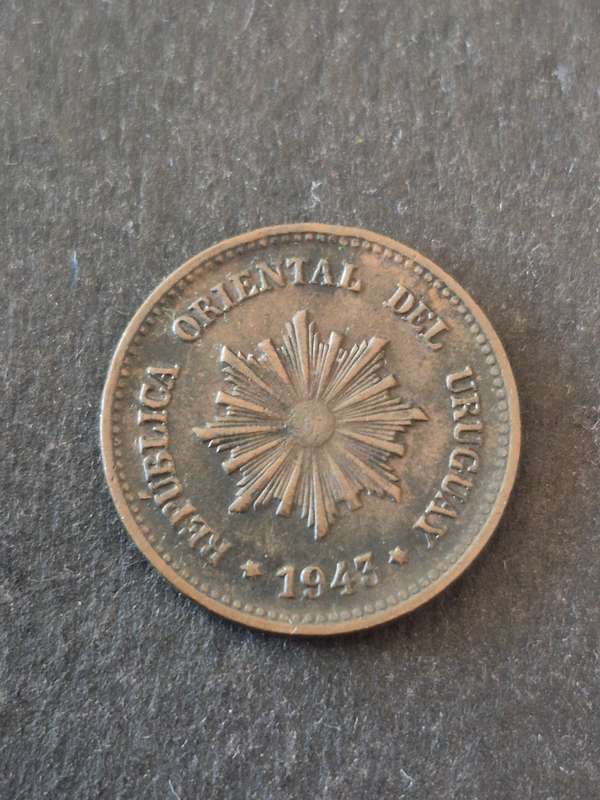 REPÚBLICA ORIENTAL DEL URUGUAY
★ 1943 ★